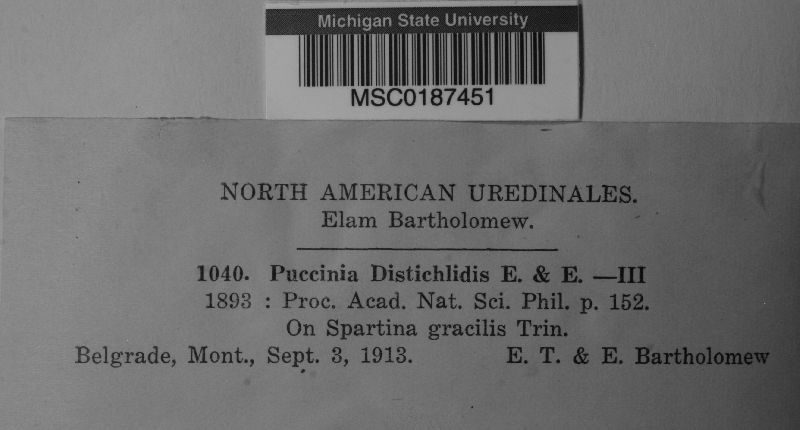 Michigan State University
MSC0187451
NORTH AMERICAN UREDINALES.
Elam Bartholomew.
1040. Puccinia Distichlidis E. & E. —III
1893 : Proc. Acad. Nat. Sci. Phil. p. 152.
On Spartina gracilis Trin.
Belgrade, Mont., Sept. 3, 1913. E. T. & E. Bartholomew